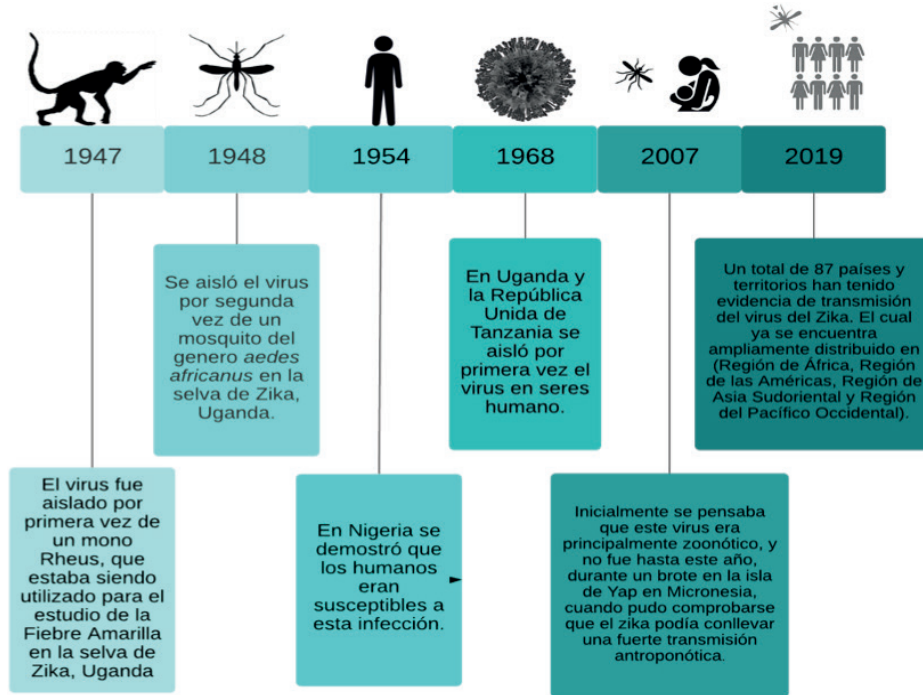 1947
1948
1954
1968
2007
2019
El virus fue
aislado por
primera vez de
un mono
Rheus, que
estaba siendo
utilizado para el
estudio de la
Fiebre Amarilla
en la selva de
Zika, Uganda
Se aisló el virus
por segunda
vez de un
mosquito del
genero aedes
africanus en la
selva de Zika,
Uganda.
En Nigeria se
demostró que
los humanos
eran
susceptibles a
esta infección.
En Uganda y
la República
Unida de
Tanzania se
aisló por
primera vez el
virus en seres
humano.
Inicialmente se pensaba
que este virus era
principalmente zoonótico, y
no fue hasta este año,
durante un brote en la isla
de Yap en Micronesia,
cuando pudo comprobarse
que el zika podía conllevar
una fuerte transmisión
antroponótica.
Un total de 87 países y
territorios han tenido
evidencia de transmisión
del virus del Zika. El cual
ya se encuentra
ampliamente distribuido en
(Región de África, Región
de las Américas, Región de
Asia Sudoriental y Región
del Pacífico Occidental).